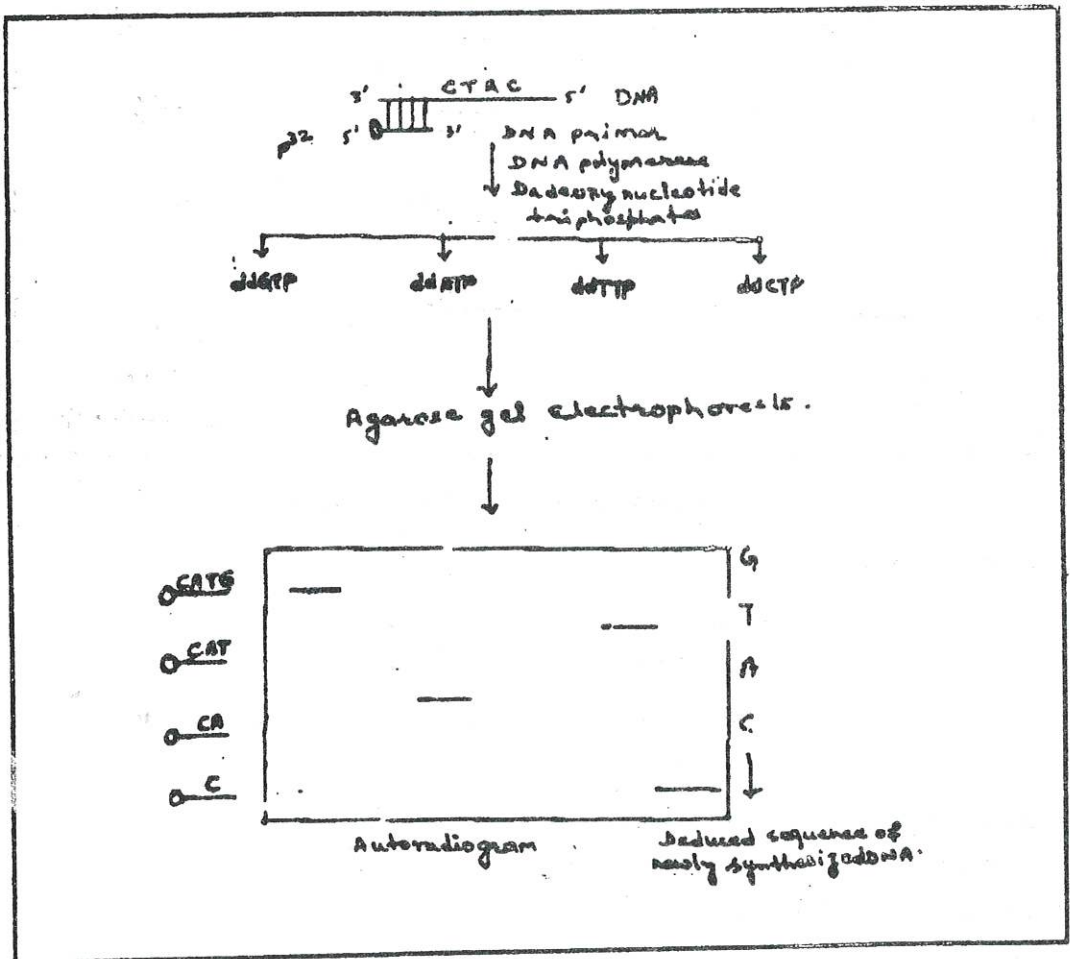 3' CTAC 5' DNA
p32 5' 3' DNA primer
DNA polymerase
Dadeoxy nucleotide
triphosphates
ddGTP ddATP ddTTP ddCTP
Agarose gel electrophoresis.
G
CATG
T
CAT
A
CA
C
C
Autoradiogram
Deduced sequence of
newly synthesized DNA.